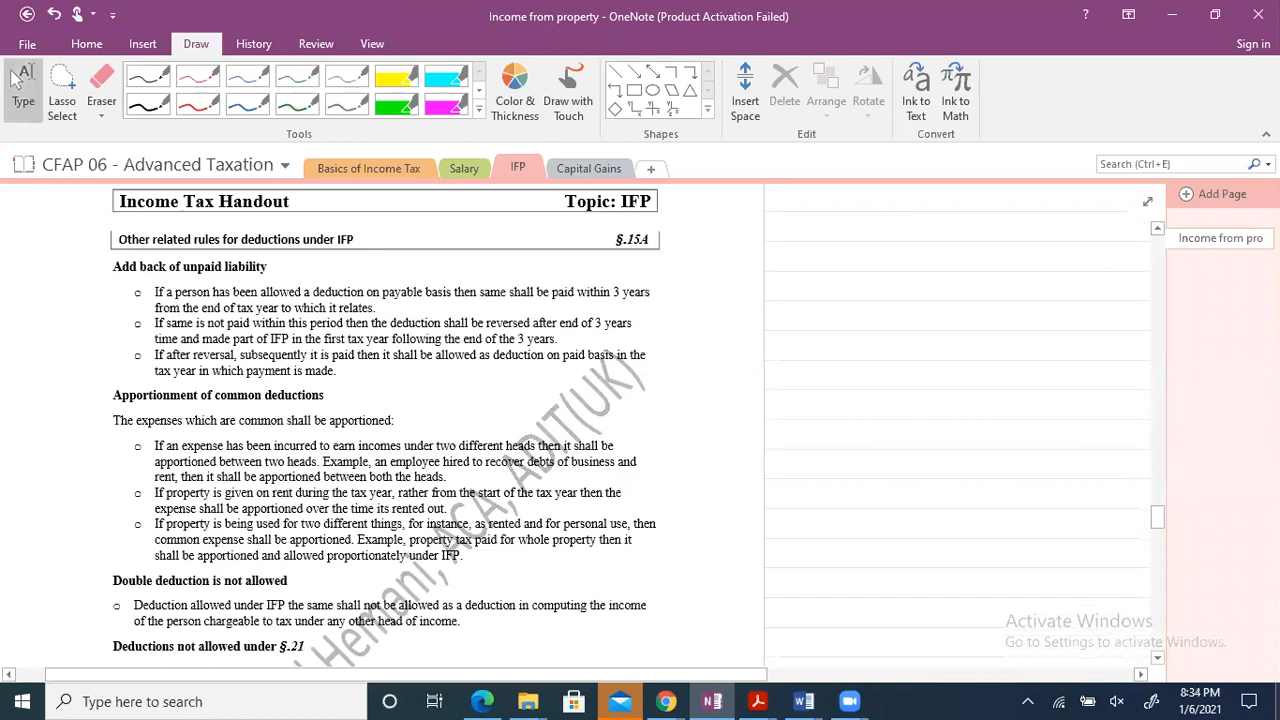 Income from property - OneNote (Product Activation Failed)
?
File
Home
Insert
Draw
History
Review
View
Sign in
Type
Lasso
Select
Eraser
Color &
Thickness
Draw with
Touch
Insert
Space
Delete
Arrange
Rotate
Ink to
Text
Ink to
Math
Tools
Shapes
Edit
Convert
CFAP 06 - Advanced Taxation
Basics of Income Tax
Salary
IFP
Capital Gains
Search (Ctrl+E)
Add Page
Income from pro
Income Tax Handout Topic: IFP
Other related rules for deductions under IFP §.15A
Add back of unpaid liability
o If a person has been allowed a deduction on payable basis then same shall be paid within 3 years
from the end of tax year to which it relates.
o If same is not paid within this period then the deduction shall be reversed after end of 3 years
time and made part of IFP in the first tax year following the end of the 3 years.
o If after reversal, subsequently it is paid then it shall be allowed as deduction on paid basis in the
tax year in which payment is made.
Apportionment of common deductions
The expenses which are common shall be apportioned:
o If an expense has been incurred to earn incomes under two different heads then it shall be
apportioned between two heads. Example, an employee hired to recover debts of business and
rent, then it shall be apportioned between both the heads.
o If property is given on rent during the tax year, rather from the start of the tax year then the
expense shall be apportioned over the time its rented out.
o If property is being used for two different things, for instance, as rented and for personal use, then
common expense shall be apportioned. Example, property tax paid for whole property then it
shall be apportioned and allowed proportionately under IFP.
Double deduction is not allowed
o Deduction allowed under IFP the same shall not be allowed as a deduction in computing the income
of the person chargeable to tax under any other head of income.
Deductions not allowed under §.21
Hemani, ACA, ADIT(UK)
Activate Windows
Go to Settings to activate Windows.
Type here to search
8:34 PM
1/6/2021